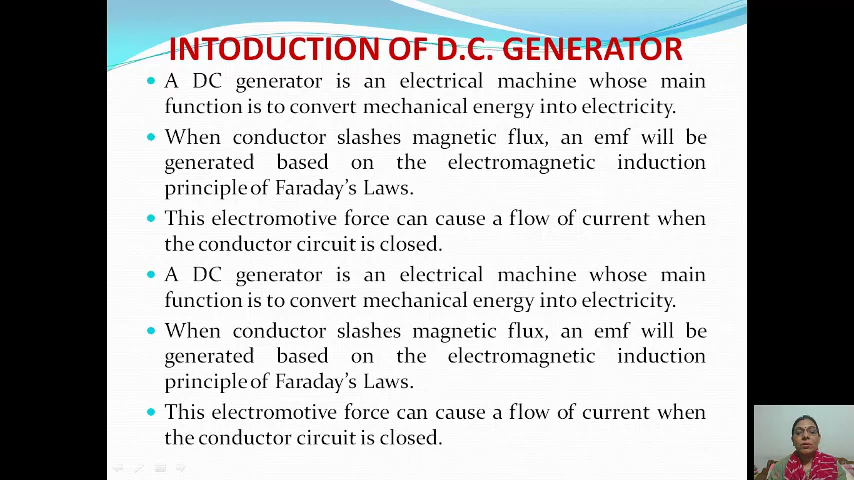 INTODUCTION OF D.C. GENERATOR
• A DC generator is an electrical machine whose main
function is to convert mechanical energy into electricity.
• When conductor slashes magnetic flux, an emf will be
generated based on the electromagnetic induction
principle of Faraday's Laws.
• This electromotive force can cause a flow of current when
the conductor circuit is closed.
• A DC generator is an electrical machine whose main
function is to convert mechanical energy into electricity.
• When conductor slashes magnetic flux, an emf will be
generated based on the electromagnetic induction
principle of Faraday's Laws.
• This electromotive force can cause a flow of current when
the conductor circuit is closed.